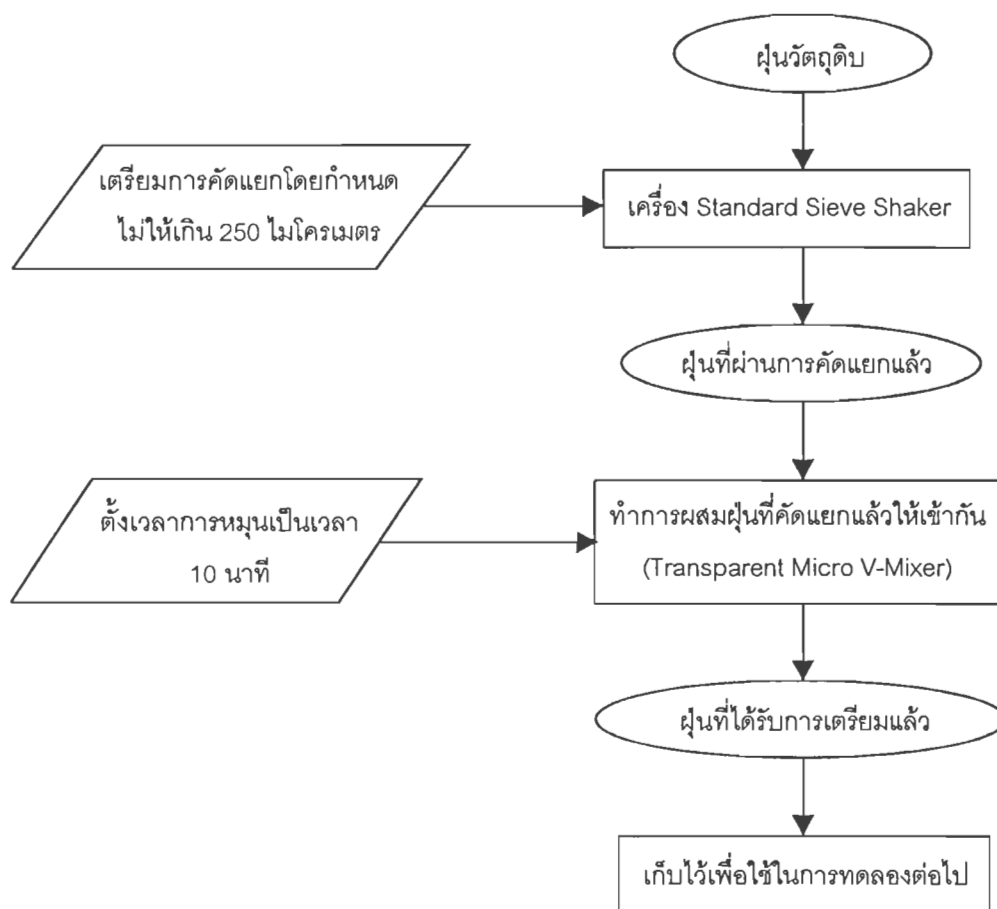 ฝุ่นวัตถุดิบ
เตรียมการคัดแยกโดยกำหนด
ไม่ให้เกิน 250 ไมโครเมตร
เครื่อง Standard Sieve Shaker
ฝุ่นที่ผ่านการคัดแยกแล้ว
ตั้งเวลาการหมุนเป็นเวลา
10 นาที
ทำการผสมฝุ่นที่คัดแยกแล้วให้เข้ากัน
(Transparent Micro V-Mixer)
ฝุ่นที่ได้รับการเตรียมแล้ว
เก็บไว้เพื่อใช้ในการทดลองต่อไป